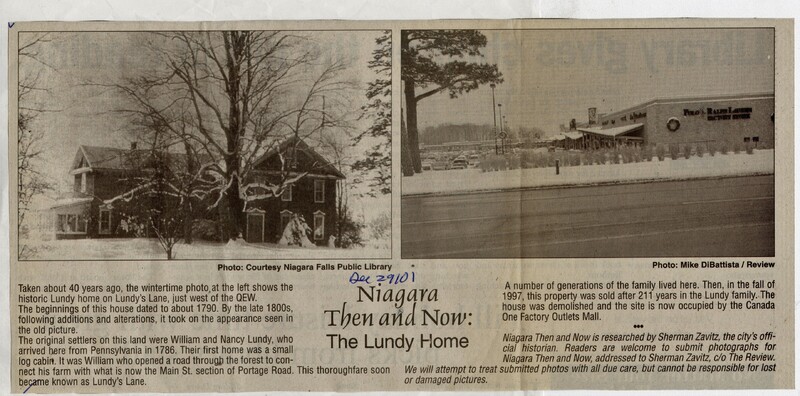 POLO RALPH LAUREN
FACTORY STORE
Photo: Courtesy Niagara Falls Public Library
Photo: Mike DiBattista / Review
Dec 29/01
Niagara
Then and Now:
The Lundy Home
Taken about 40 years ago, the wintertime photo at the left shows the
historic Lundy home on Lundy's Lane, just west of the QEW.
The beginnings of this house dated to about 1790. By the late 1800s,
following additions and alterations, it took on the appearance seen in
the old picture.
The original settlers on this land were William and Nancy Lundy, who
arrived here from Pennsylvania in 1786. Their first home was a small
log cabin. It was William who opened a road through the forest to con-
nect his farm with what is now the Main St. section of Portage Road. This thoroughfare soon
became known as Lundy's Lane.
A number of generations of the family lived here. Then, in the fall of
1997, this property was sold after 211 years in the Lundy family. The
house was demolished and the site is now occupied by the Canada
One Factory Outlets Mall.
•••
Niagara Then and Now is researched by Sherman Zavitz, the city's offi-
cial historian. Readers are welcome to submit photographs for
Niagara Then and Now, addressed to Sherman Zavitz, c/o The Review.
We will attempt to treat submitted photos with all due care, but cannot be responsible for lost
or damaged pictures.